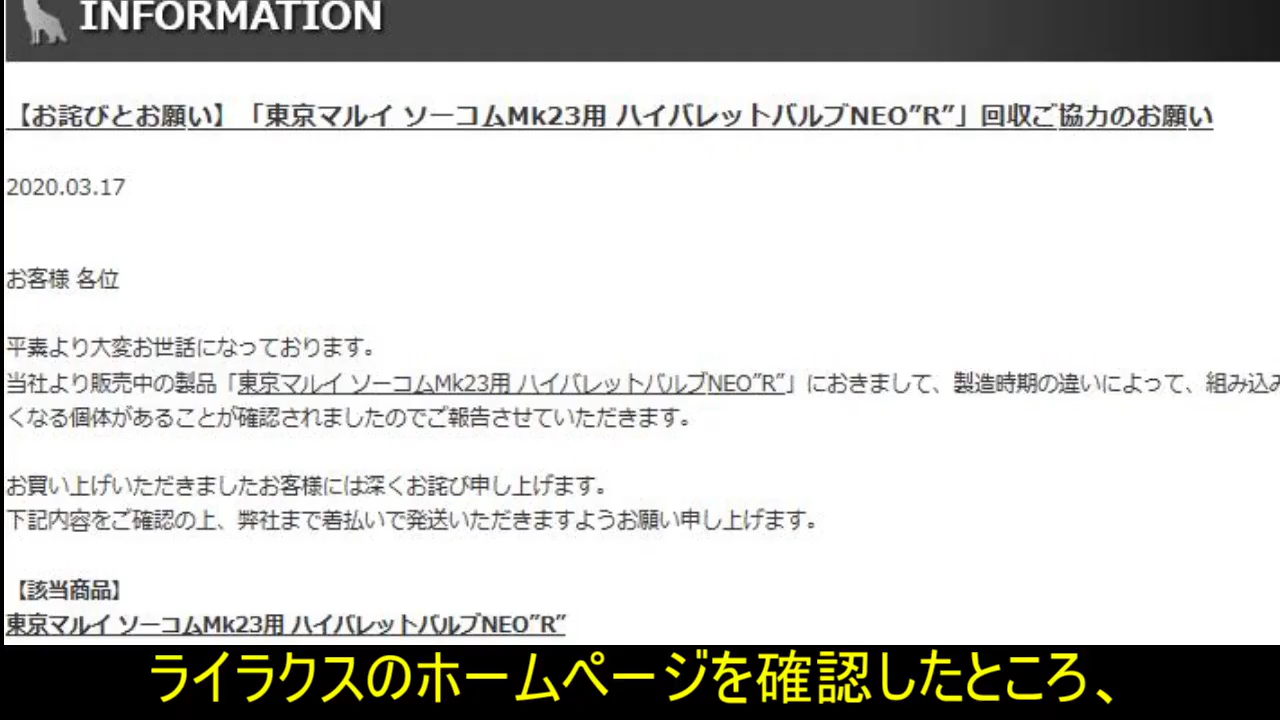 INFORMATION
【お詫びとお願い】「東京マルイ ソーコムMk23用 ハイバレットバルブNEO”R”」回収ご協力のお願い
2020.03.17
お客様 各位
平素より大変お世話になっております。
当社より販売中の製品「東京マルイ ソーコムMk23用 ハイバレットバルブNEO”R”」におきまして、製造時期の違いによって、組み込み
くなる個体があることが確認されましたのでご報告させていただきます。
お買い上げいただきましたお客様には深くお詫び申し上げます。
下記内容をご確認の上、弊社まで着払いで発送いただきますようお願い申し上げます。
【該当商品】
東京マルイ ソーコムMk23用 ハイバレットバルブNEO”R”
ライラクスのホームページを確認したところ、